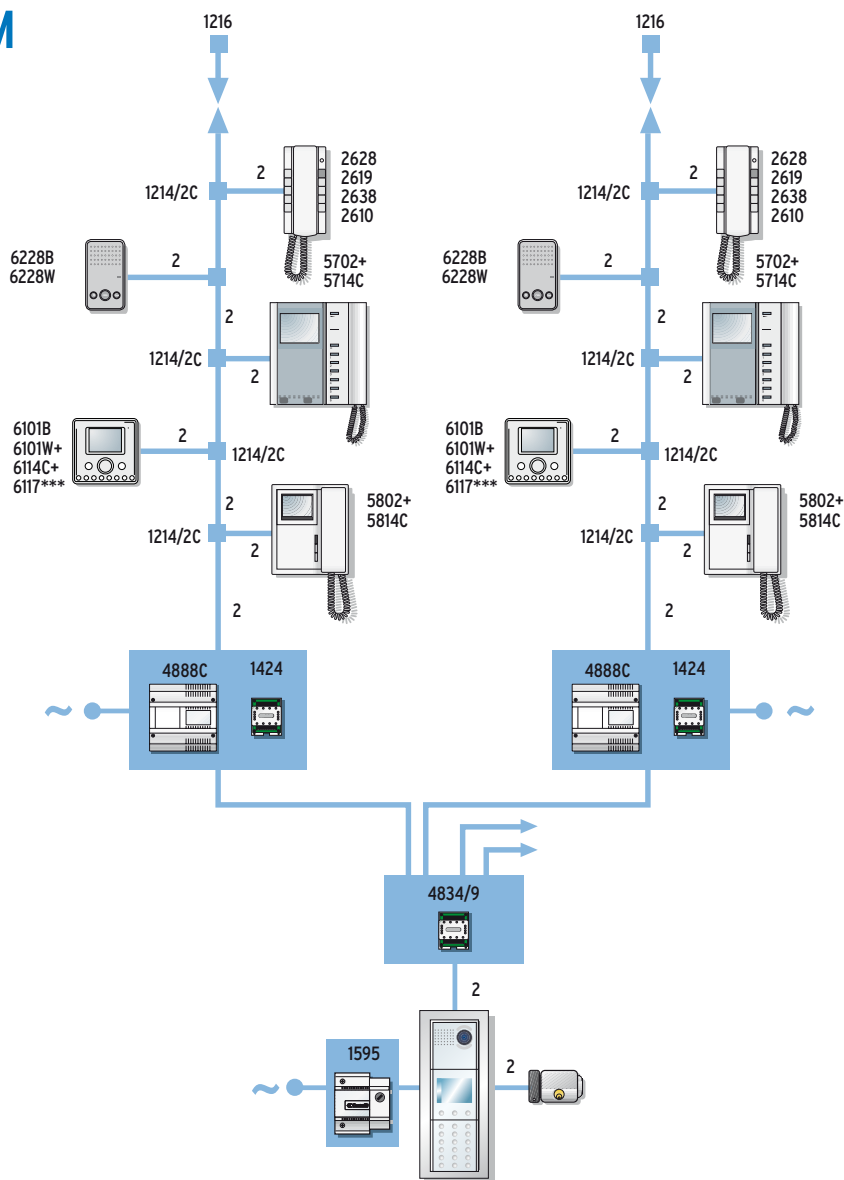 M
1216
1216
2
2628
2619
2638
2610
1214/2C
2
2628
2619
2638
2610
1214/2C
6228B
6228W
2
5702+
5714C
6228B
6228W
2
5702+
5714C
2
2
1214/2C
2
1214/2C
2
6101B
6101W+
6114C+
6117***
2
1214/2C
6101B
6101W+
6114C+
6117***
2
1214/2C
2
5802+
5814C
2
5802+
5814C
1214/2C
2
1214/2C
2
2
2
4888C
1424
4888C
1424
~
~
4834/9
2
1595
2
~